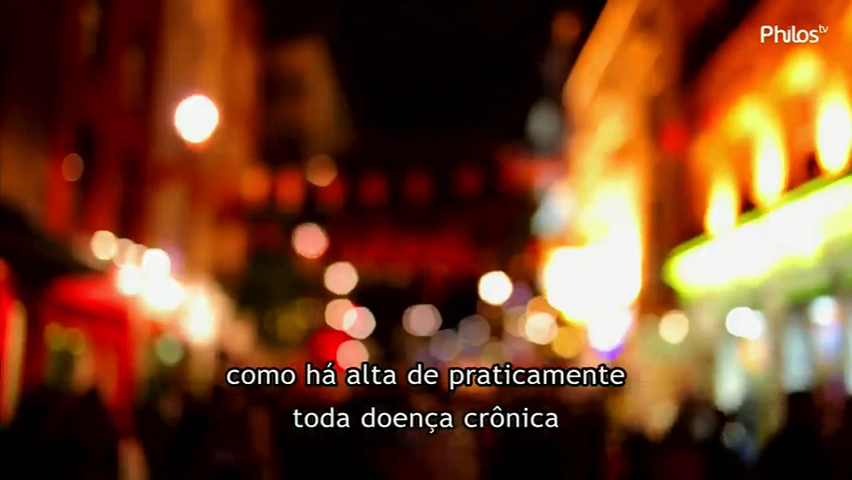 Philos tv
como há alta de praticamente
toda doença crônica